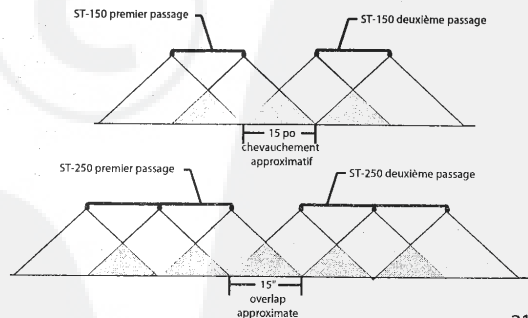 ST-150 premier passage
ST-150 deuxième passage
15 po
chevauchement
approximatif
ST-250 premier passage
ST-250 deuxième passage
15"
overlap
approximate